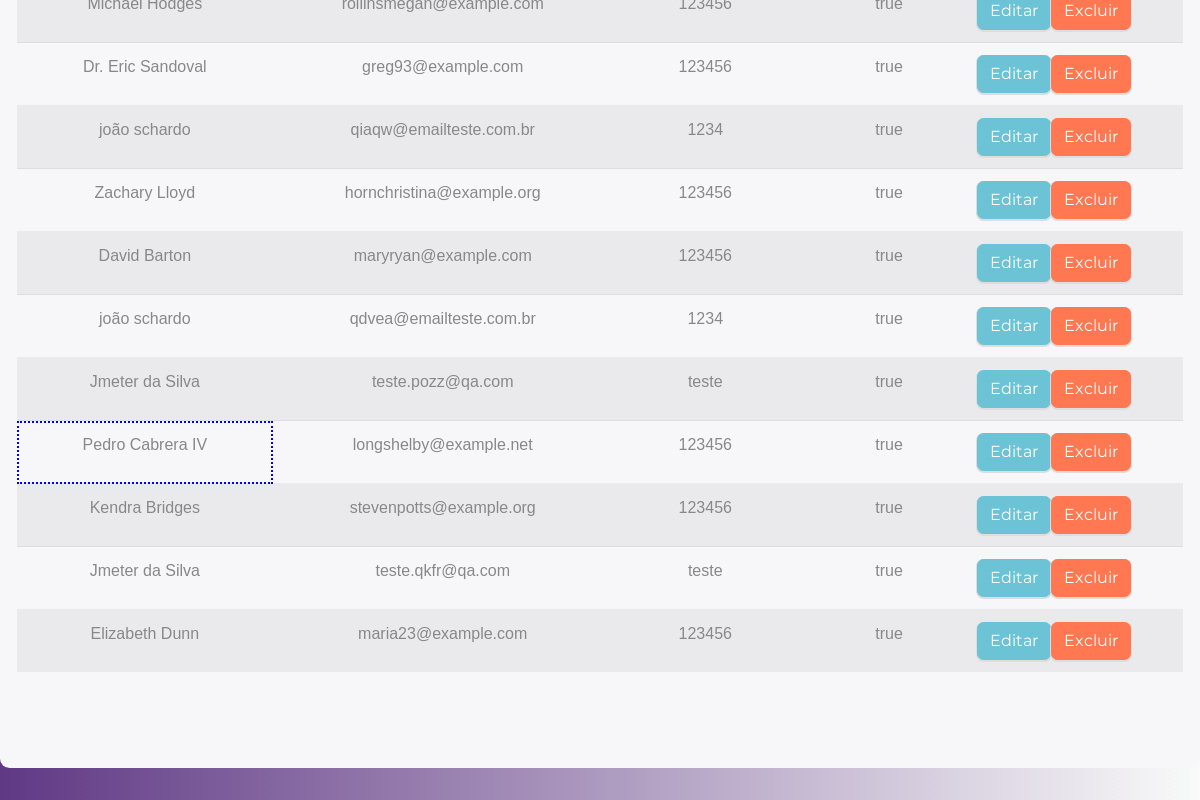 Michael Hodges rollinsmegan@example.com 123456 true Editar Excluir
Dr. Eric Sandoval greg93@example.com 123456 true Editar Excluir
joão schardo qiaqw@emailteste.com.br 1234 true Editar Excluir
Zachary Lloyd hornchristina@example.org 123456 true Editar Excluir
David Barton maryryan@example.com 123456 true Editar Excluir
joão schardo qdvea@emailteste.com.br 1234 true Editar Excluir
Jmeter da Silva teste.pozz@qa.com teste true Editar Excluir
Pedro Cabrera IV longshelby@example.net 123456 true Editar Excluir
Kendra Bridges stevenpotts@example.org 123456 true Editar Excluir
Jmeter da Silva teste.qkfr@qa.com teste true Editar Excluir
Elizabeth Dunn maria23@example.com 123456 true Editar Excluir